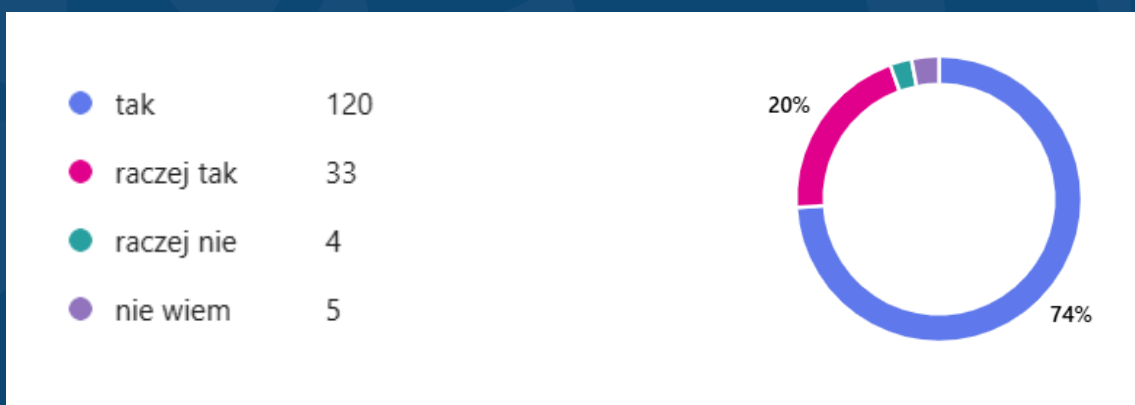 tak 120
raczej tak 33
raczej nie 4
nie wiem 5
20%
74%